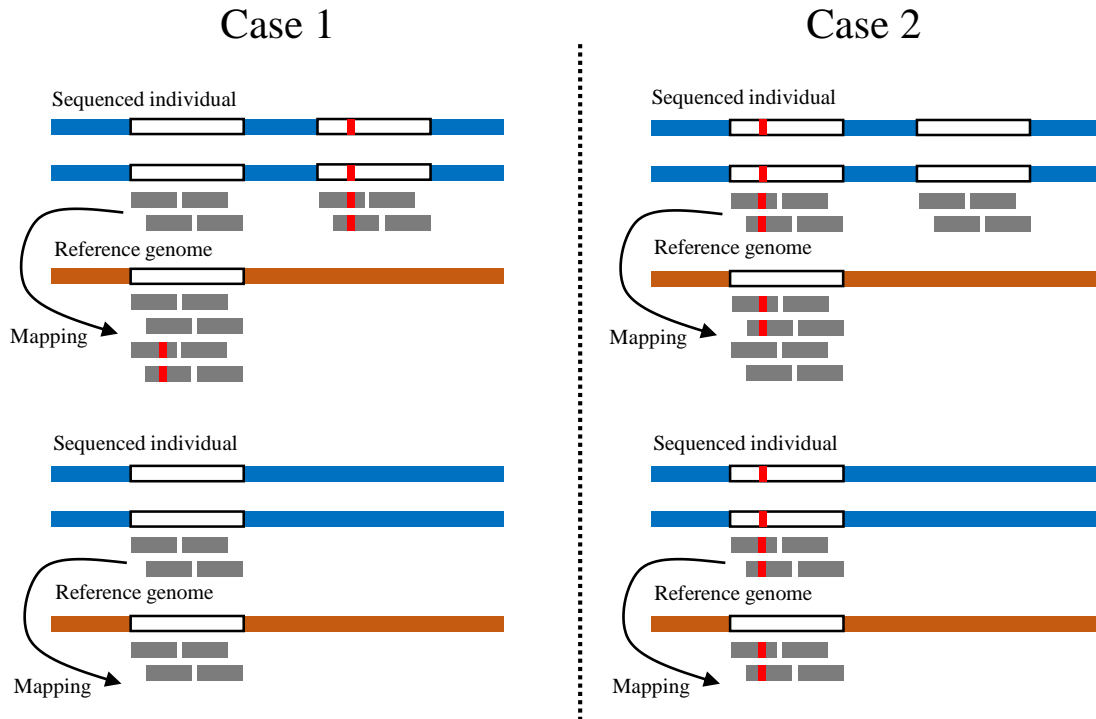 Case 1
Sequenced individual
Reference genome
Mapping
Sequenced individual
Reference genome
Mapping
Case 2
Sequenced individual
Reference genome
Mapping
Sequenced individual
Reference genome
Mapping